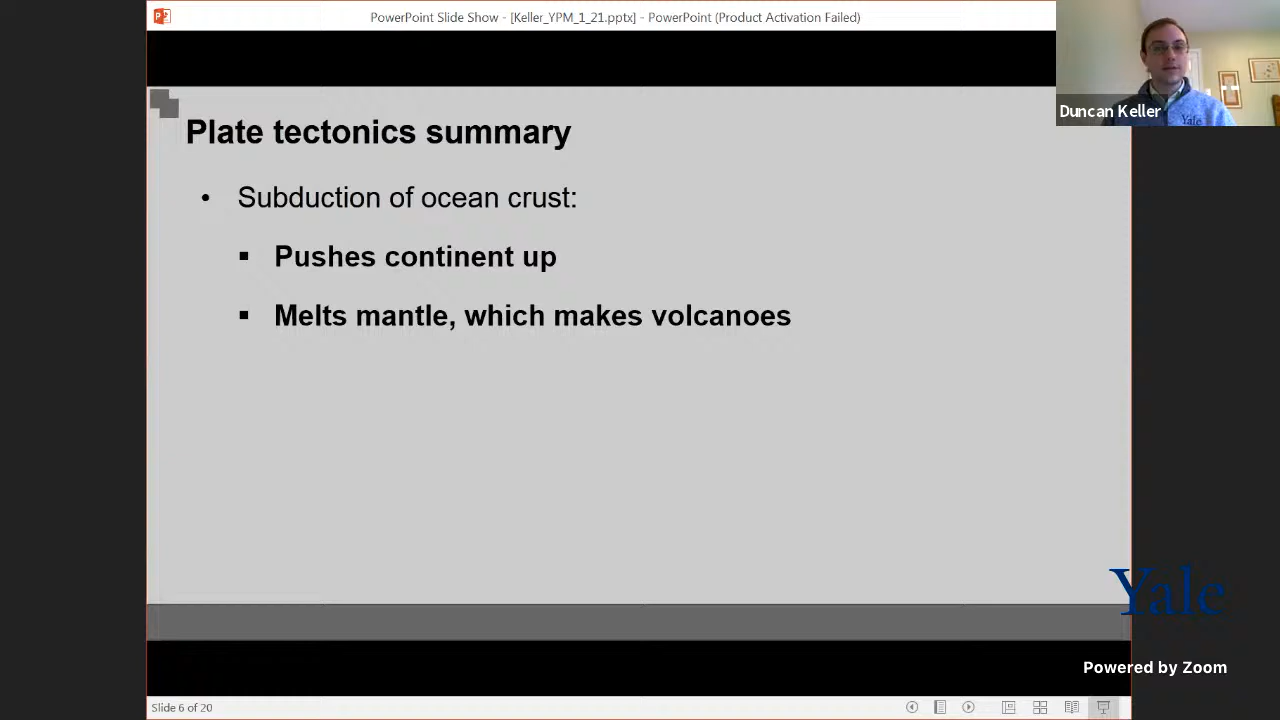 PowerPoint Slide Show - [Keller_YPM_1_21.pptx] - PowerPoint (Product Activation Failed)
Duncan Keller
Yale
Plate tectonics summary
• Subduction of ocean crust:
▪ Pushes continent up
▪ Melts mantle, which makes volcanoes
Yale
Powered by Zoom
Slide 6 of 20